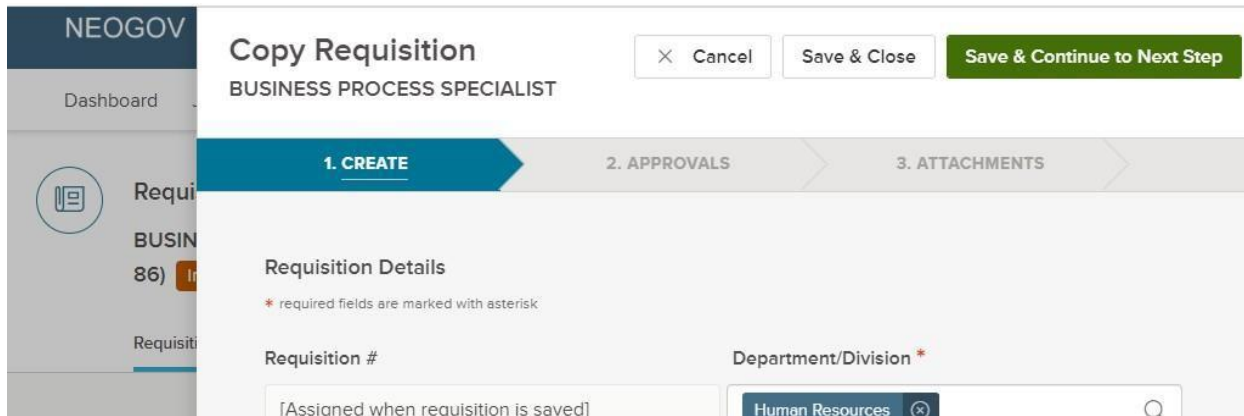 NEOGOV
Copy Requisition
BUSINESS PROCESS SPECIALIST
Cancel
Save & Close
Save & Continue to Next Step
Dashboard
1. CREATE
2. APPROVALS
3. ATTACHMENTS
Requi
BUSIN
86)
Requisition Details
* required fields are marked with asterisk
Requisiti
Requisition #
Department/Division *
[Assigned when requisition is saved]
Human Resources